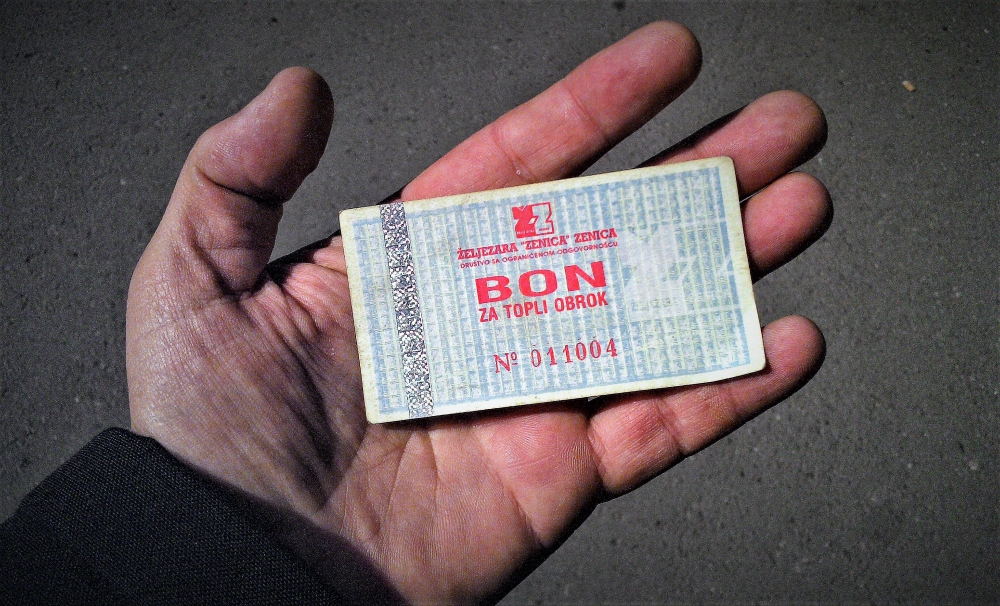 ŽELJEZARA "ZENICA" ZENICA
DRUŠTVO SA OGRANIČENOM ODGOVORNOŠĆU
BON
ZA TOPLI OBROK
Nº 011004